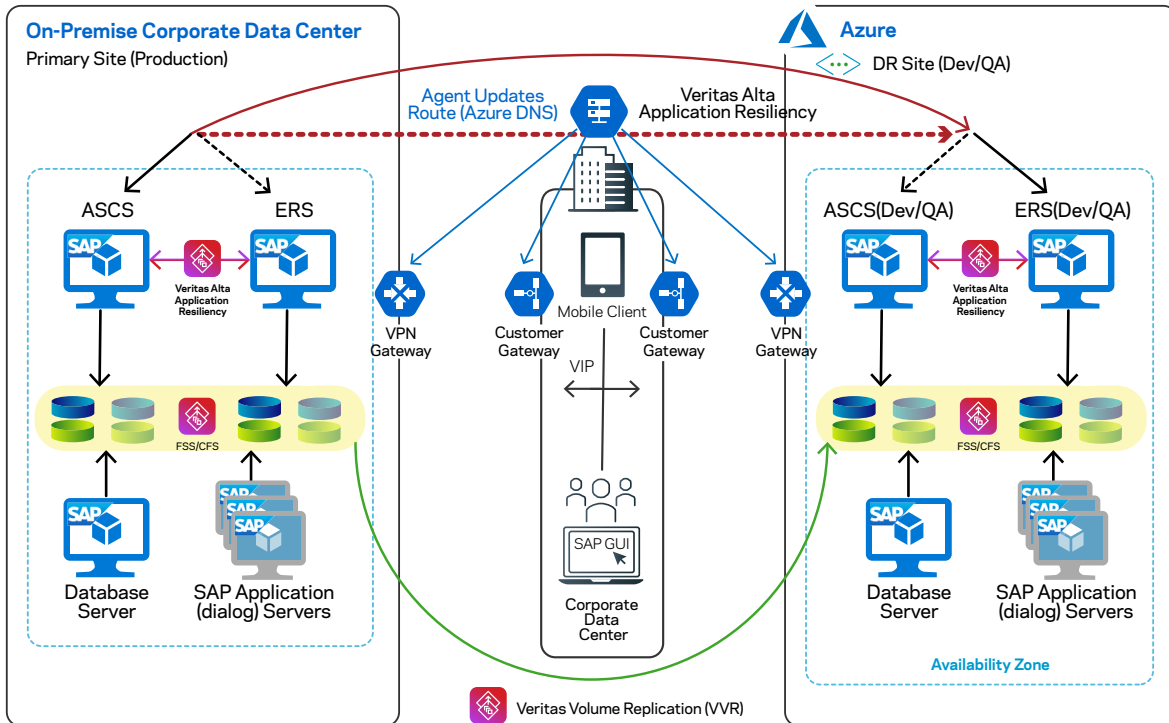 On-Premise Corporate Data Center
Primary Site (Production)
Azure
DR Site (Dev/QA)
Agent Updates
Route (Azure DNS)
Veritas Alta
Application Resiliency
ASCS
ERS
SAP
SAP
Veritas Alta
Application
Resiliency
FSS/CFS
SAP
SAP
SAP
SAP
Database
Server
SAP Application
(dialog) Servers
VPN
Gateway
Customer
Gateway
Mobile Client
Customer
Gateway
VPN
Gateway
VIP
SAP GUI
Corporate
Data
Center
ASCS(Dev/QA)
ERS(Dev/QA)
SAP
SAP
Veritas Alta
Application
Resiliency
FSS/CFS
SAP
SAP
SAP
SAP
Database
Server
SAP Application
(dialog) Servers
Availability Zone
Veritas Volume Replication (VVR)